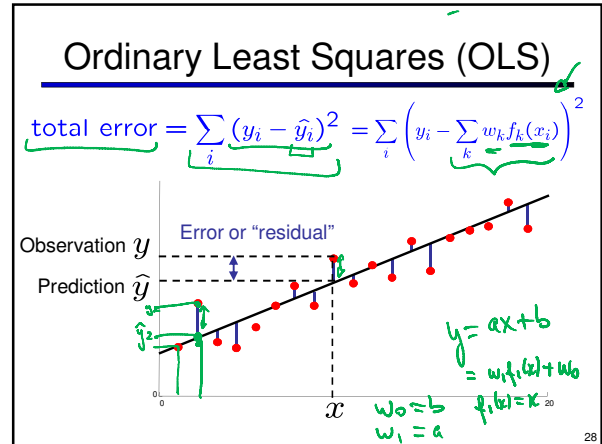 Ordinary Least Squares (OLS)
total error = ∑_i (y_i − ŷ_i)² = ∑_i (y_i − ∑_k w_k f_k(x_i))²
Error or “residual”
Observation y
Prediction ŷ
ŷ₂
y = ax+b
= w₁f₁(x)+w₀
w₀ = b f₁(x) = x
w₁ = a
0
0 x 20
28